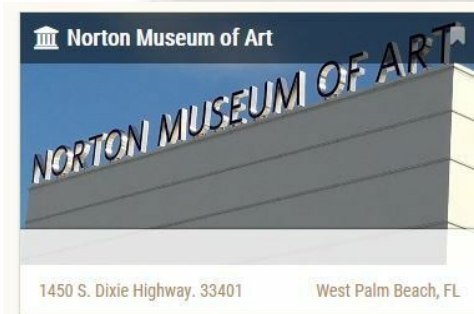 Norton Museum of Art
NORTON MUSEUM OF ART
1450 S. Dixie Highway. 33401 West Palm Beach, FL